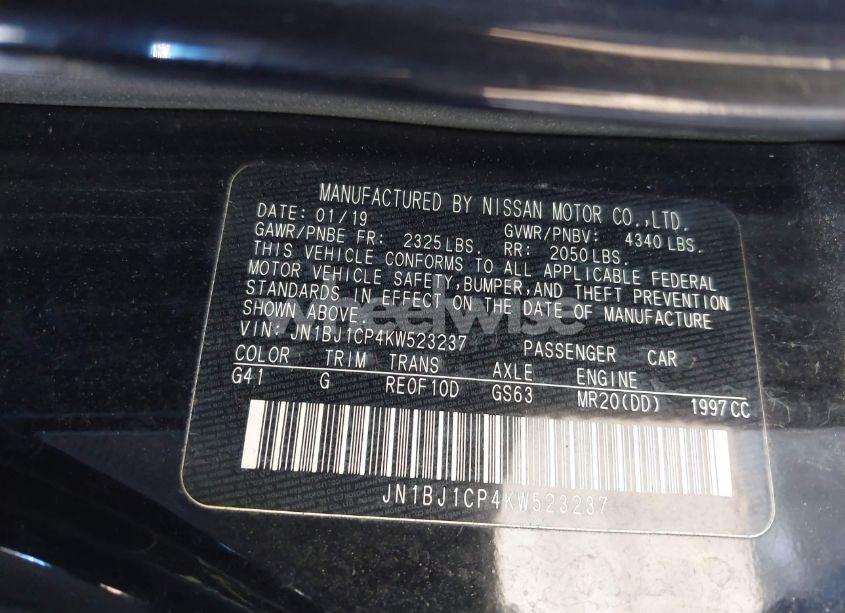 MANUFACTURED BY NISSAN MOTOR CO.,LTD.
DATE: 01/19 GVWR/PNBV: 4340 LBS.
GAWR/PNBE FR: 2325 LBS. RR: 2050 LBS.
THIS VEHICLE CONFORMS TO ALL APPLICABLE FEDERAL
MOTOR VEHICLE SAFETY,BUMPER,AND THEFT PREVENTION
STANDARDS IN EFFECT ON THE DATE OF MANUFACTURE
SHOWN ABOVE.
wheelwise
VIN: JN1BJ1CP4KW523237 PASSENGER CAR
COLOR TRIM TRANS AXLE ENGINE
G41 G RE0F10D GS63 MR20(DD) 1997CC
JN1BJ1CP4KW523237